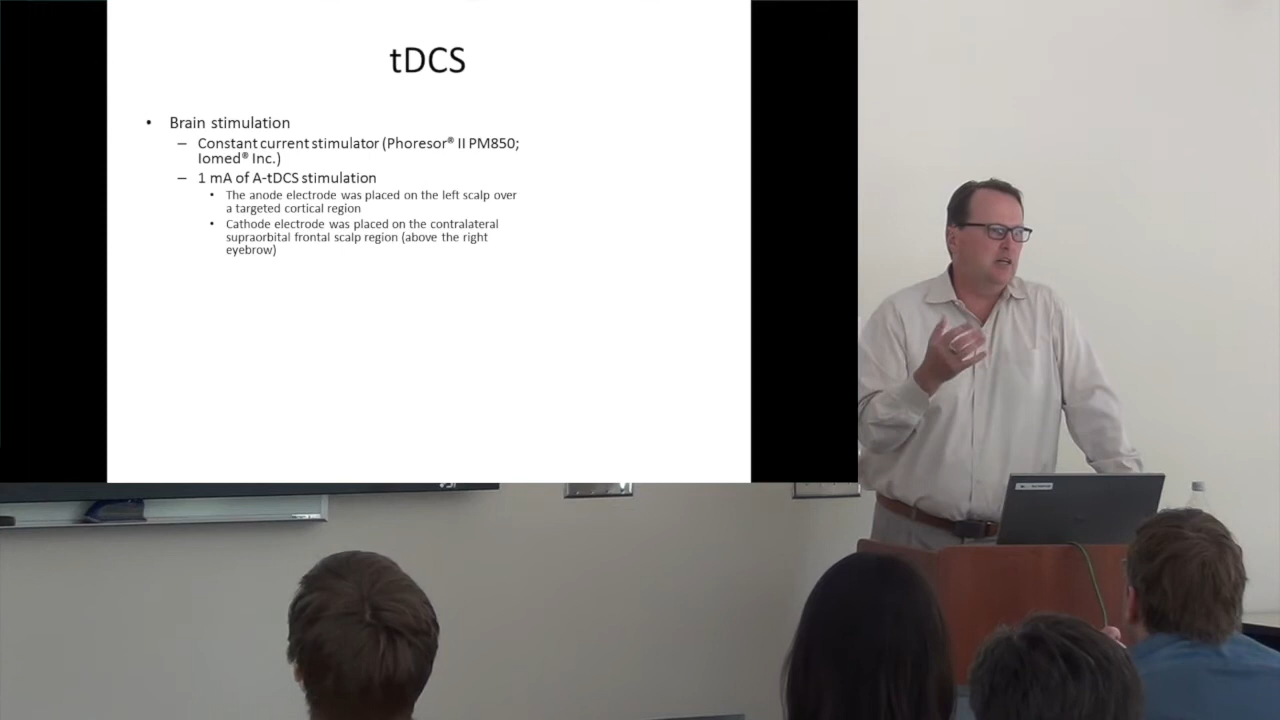 tDCS
• Brain stimulation
– Constant current stimulator (Phoresor® II PM850;
Iomed® Inc.)
– 1 mA of A-tDCS stimulation
• The anode electrode was placed on the left scalp over
a targeted cortical region
• Cathode electrode was placed on the contralateral
supraorbital frontal scalp region (above the right
eyebrow)